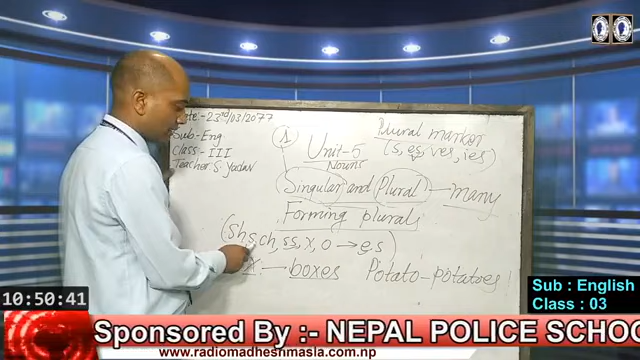 Date:-23rd/03/2077
Sub-Eng.
Class-III
Teacher:S. Yadav
A
Unit-5
Nouns
Plural marker
(s, es, ves, ies)
Singular and Plural - many
Forming plurals
(sh, s, ch, ss, x, o → es)
x - boxes Potato - potatoes
10:50:41
Sub : English
Class : 03
Sponsored By :- NEPAL POLICE SCHOO
www.radiomadheshmasla.com.np